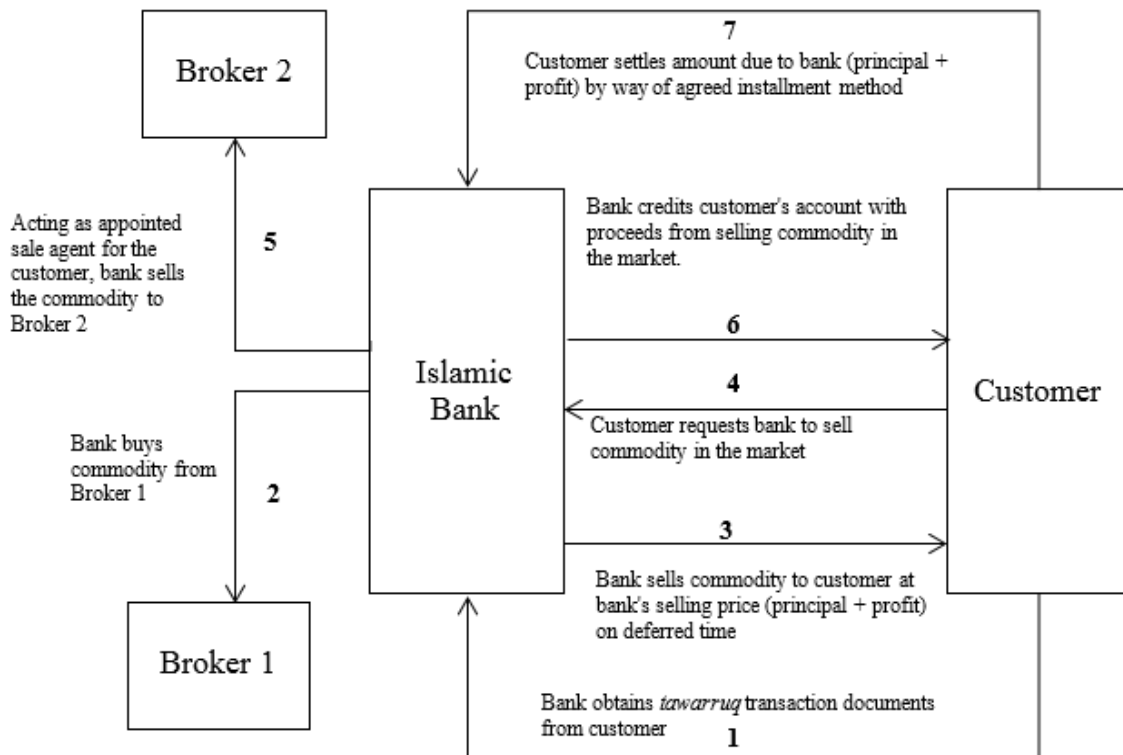 Broker 2
7
Customer settles amount due to bank (principal +
profit) by way of agreed installment method
Acting as appointed
sale agent for the
customer, bank sells
the commodity to
Broker 2
5
Bank credits customer's account with
proceeds from selling commodity in
the market.
6
Islamic
Bank
4
Customer
Customer requests bank to sell
commodity in the market
Bank buys
commodity from
Broker 1
2
3
Bank sells commodity to customer at
bank's selling price (principal + profit)
on deferred time
Broker 1
Bank obtains tawarruq transaction documents
from customer
1